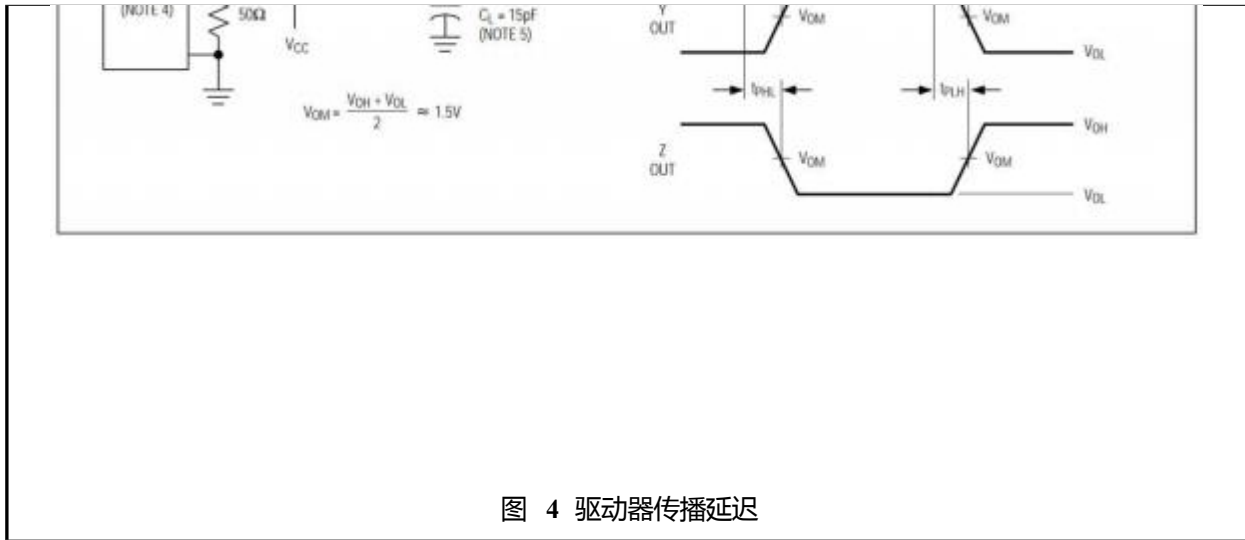 (NOTE 4)
50Ω
VCC
CL = 15pF
(NOTE 5)
VOM = VOH + VOL / 2 ≈ 1.5V
Y
OUT
VOM
VOM
VOL
tPHL
tPLH
Z
OUT
VOM
VOM
VOH
VOL
图 4 驱动器传播延迟